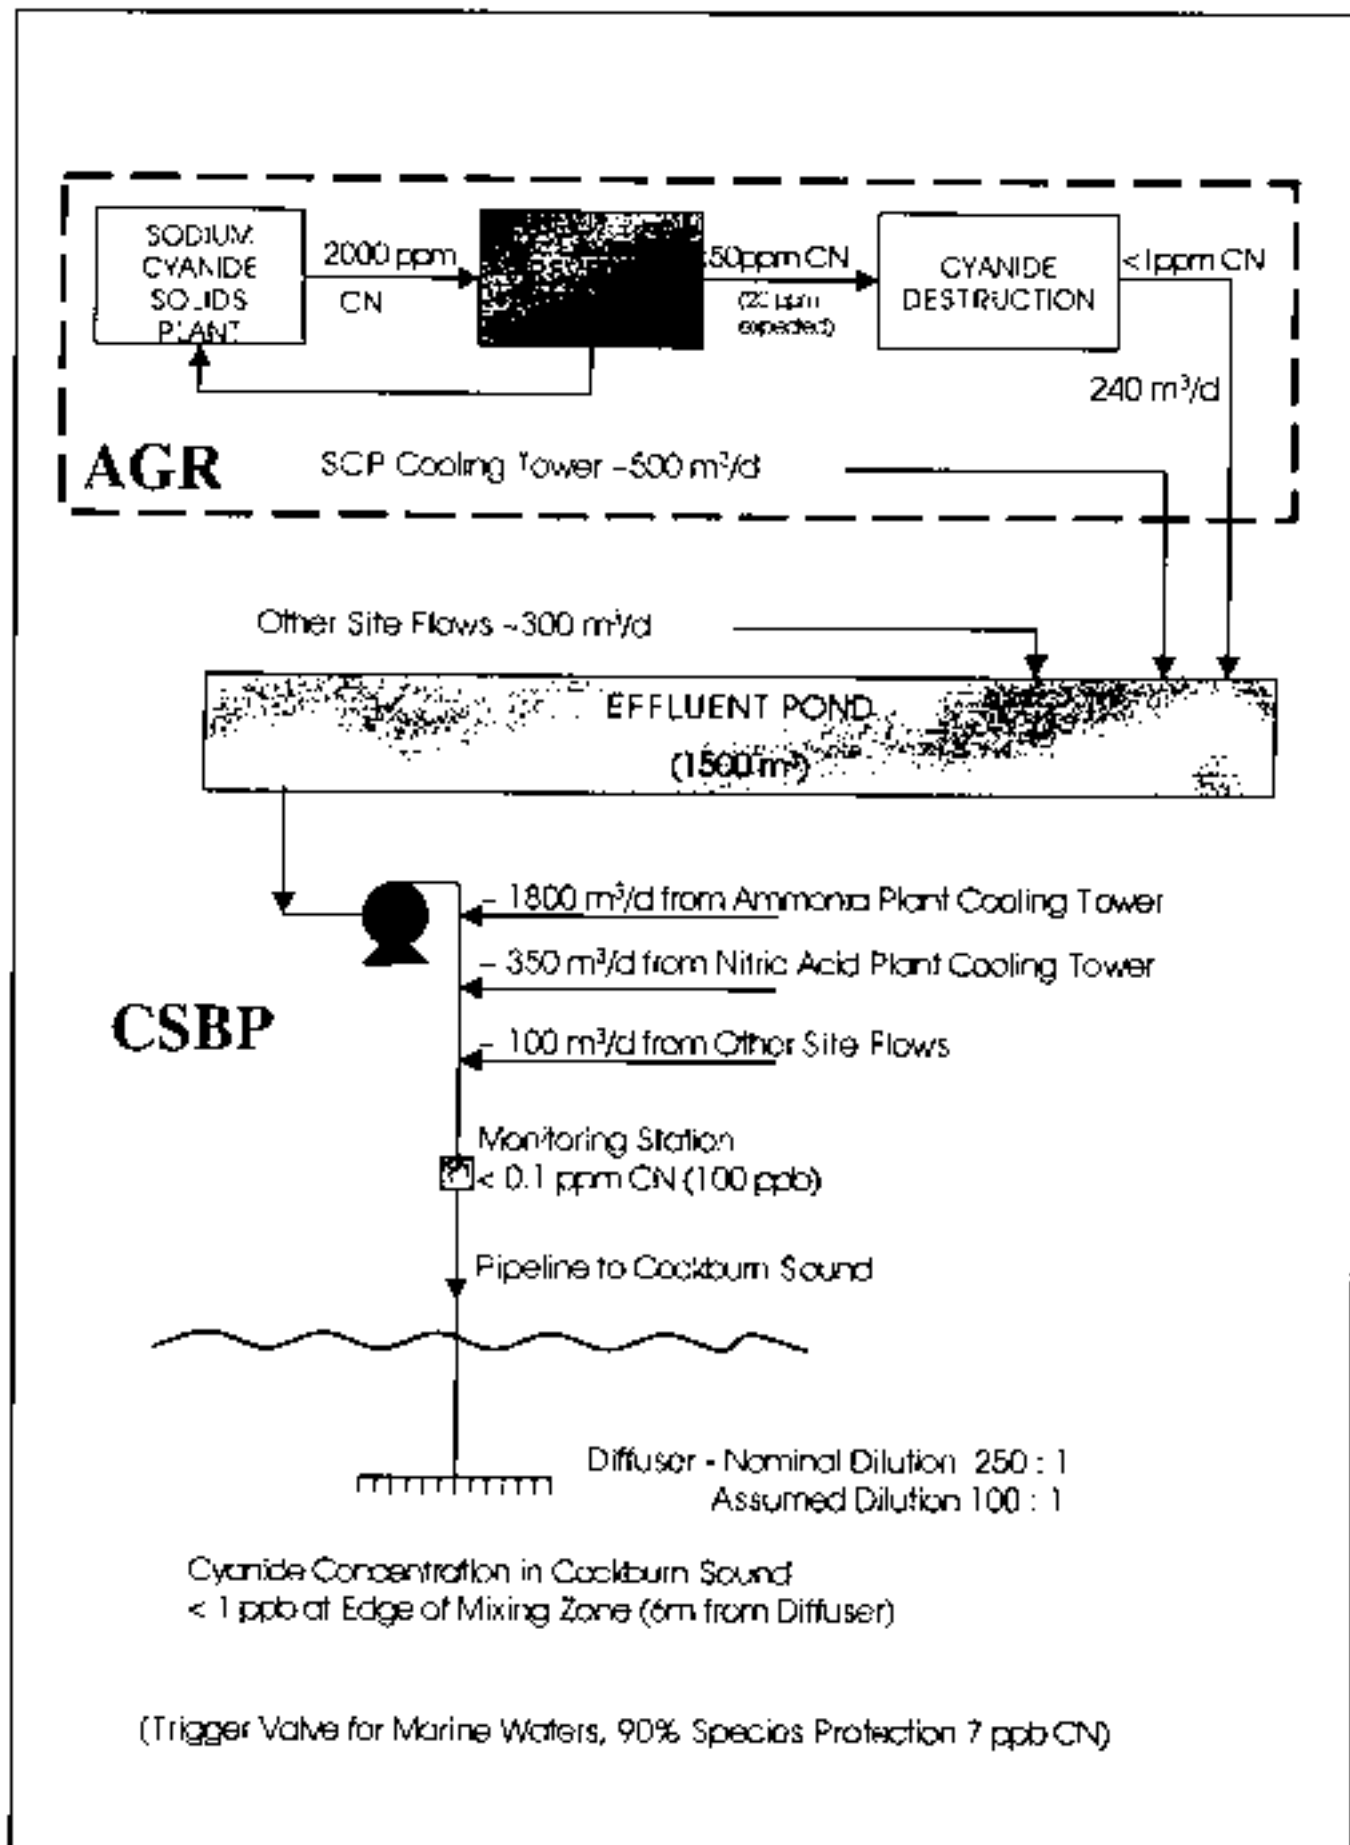 SODIUM
CYANIDE
SOLIDS
PLANT
2000 ppm
CN
50ppm CN
(20 ppm
expected)
CYANIDE
DESTRUCTION
<1ppm CN
240 m³/d
AGR
SCP Cooling Tower ~500 m³/d
Other Site Flows ~300 m³/d
EFFLUENT POND
(1500 m³)
~ 1800 m³/d from Ammonia Plant Cooling Tower
~ 350 m³/d from Nitric Acid Plant Cooling Tower
CSBP
~ 100 m³/d from Other Site Flows
Monitoring Station
< 0.1 ppm CN (100 ppb)
Pipeline to Cockburn Sound
Diffuser - Nominal Dilution 250 : 1
Assumed Dilution 100 : 1
Cyanide Concentration in Cockburn Sound
< 1 ppb at Edge of Mixing Zone (6m from Diffuser)
(Trigger Valve for Marine Waters, 90% Species Protection 7 ppb CN)